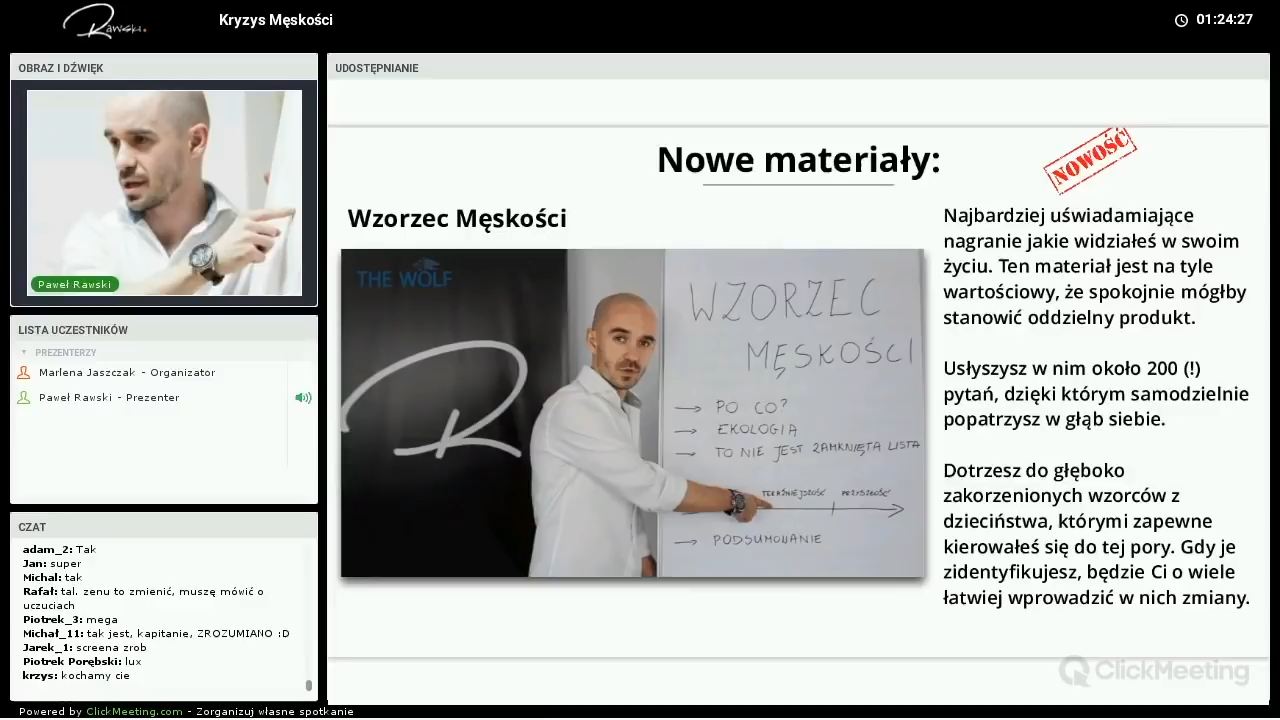 Rawski.
Kryzys Męskości
01:24:27
OBRAZ I DŹWIĘK
Paweł Rawski
LISTA UCZESTNIKÓW
PREZENTERZY
Marlena Jaszczak - Organizator
Paweł Rawski - Prezenter
CZAT
adam_2: Tak
Jan: super
Michal: tak
Rafał: tal. zenu to zmienić, muszę mówić o
uczuciach
Piotrek_3: mega
Michał_11: tak jest, kapitanie, ZROZUMIANO :D
Jarek_1: screena zrob
Piotrek Porębski: lux
krzys: kochamy cie
Powered by ClickMeeting.com - Zorganizuj własne spotkanie
UDOSTĘPNIANIE
Nowe materiały:
NOWOŚĆ
Wzorzec Męskości
THE WOLF
R
WZORZEC
MĘSKOŚCI
→ PO CO?
→ EKOLOGIA
→ TO NIE JEST ZAMKNIĘTA LISTA
TERAŹNIEJSZOŚĆ PRZYSZŁOŚĆ
→ PODSUMOWANIE
Najbardziej uświadamiające
nagranie jakie widziałeś w swoim
życiu. Ten materiał jest na tyle
wartościowy, że spokojnie mógłby
stanowić oddzielny produkt.
Usłyszysz w nim około 200 (!)
pytań, dzięki którym samodzielnie
popatrzysz w głąb siebie.
Dotrzesz do głęboko
zakorzenionych wzorców z
dzieciństwa, którymi zapewne
kierowałeś się do tej pory. Gdy je
zidentyfikujesz, będzie Ci o wiele
łatwiej wprowadzić w nich zmiany.
ClickMeeting